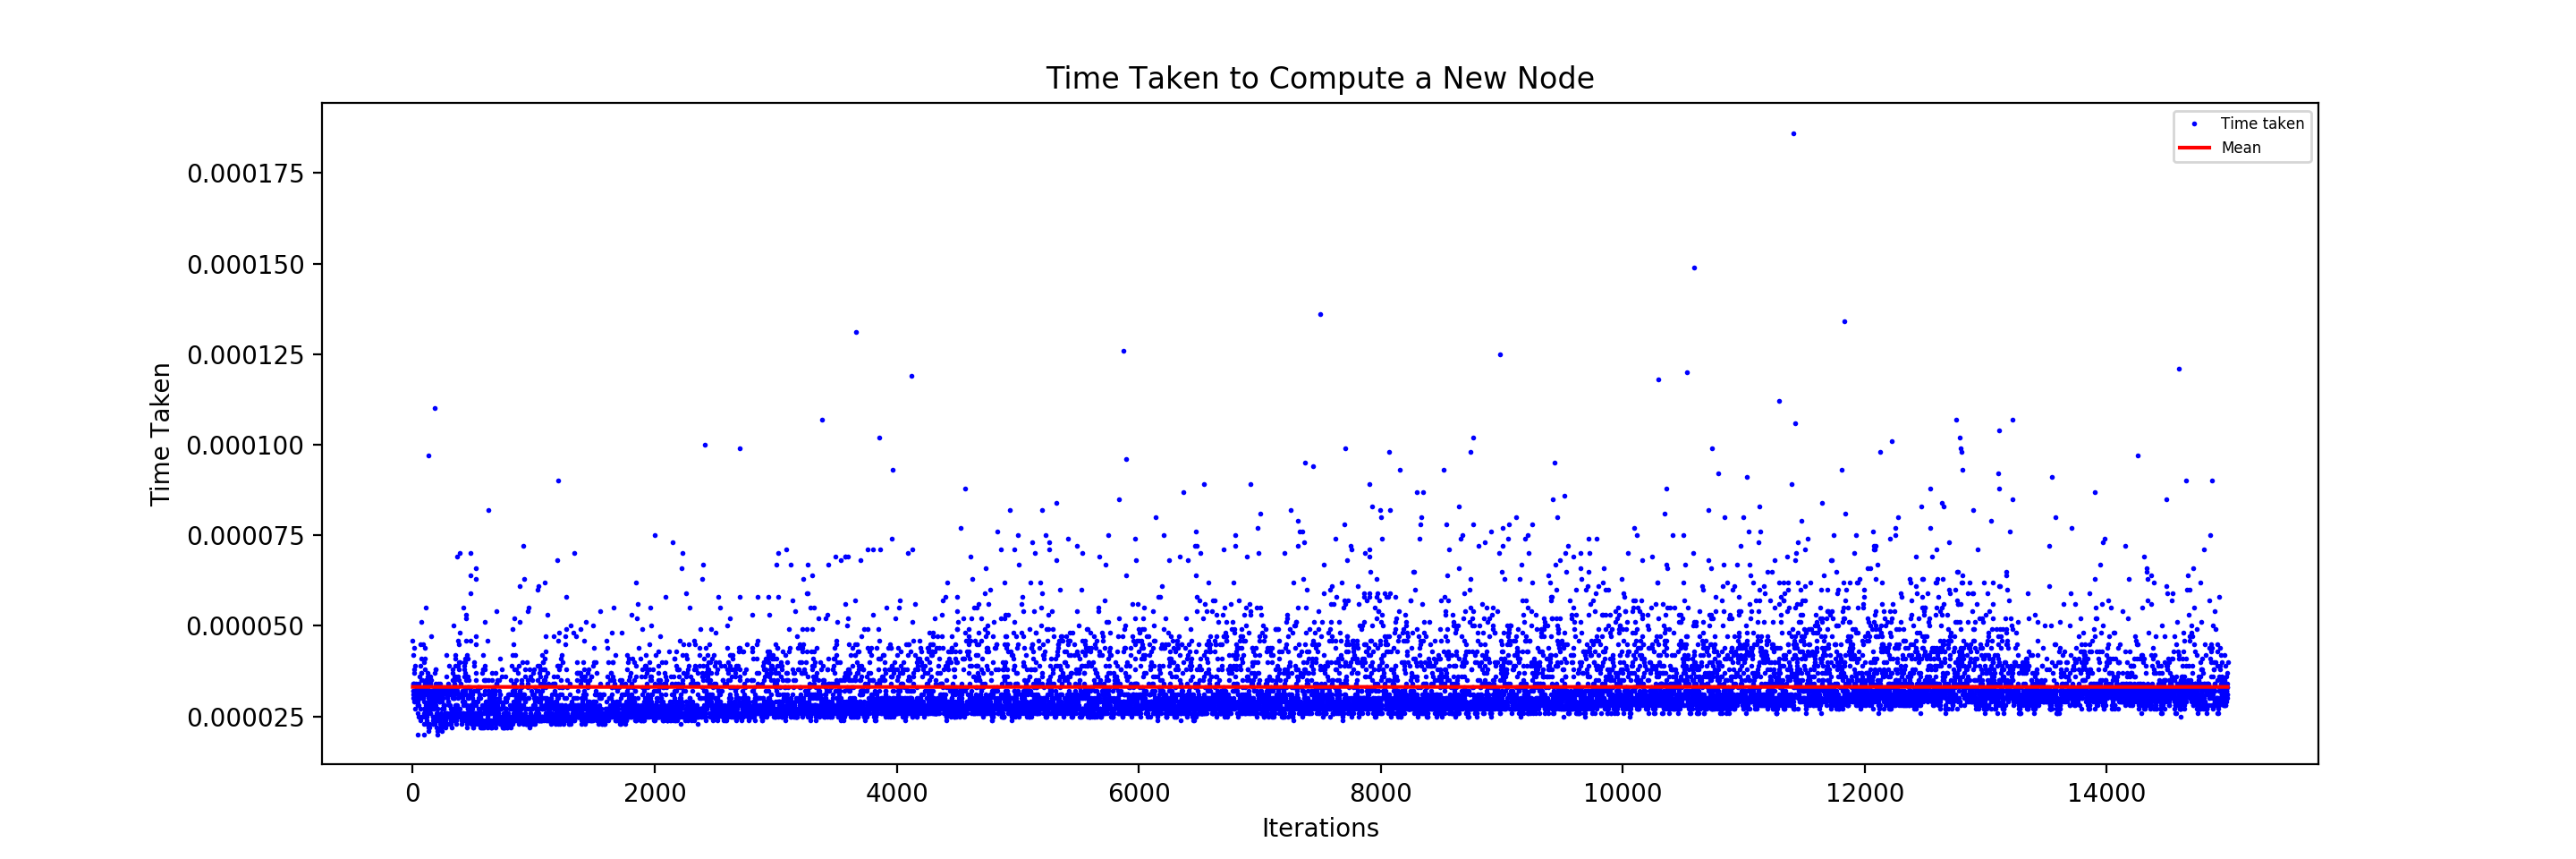 Time Taken to Compute a New Node
Time taken
Mean
0.000175
0.000150
0.000125
0.000100
0.000075
0.000050
0.000025
Time Taken
0 2000 4000 6000 8000 10000 12000 14000
Iterations